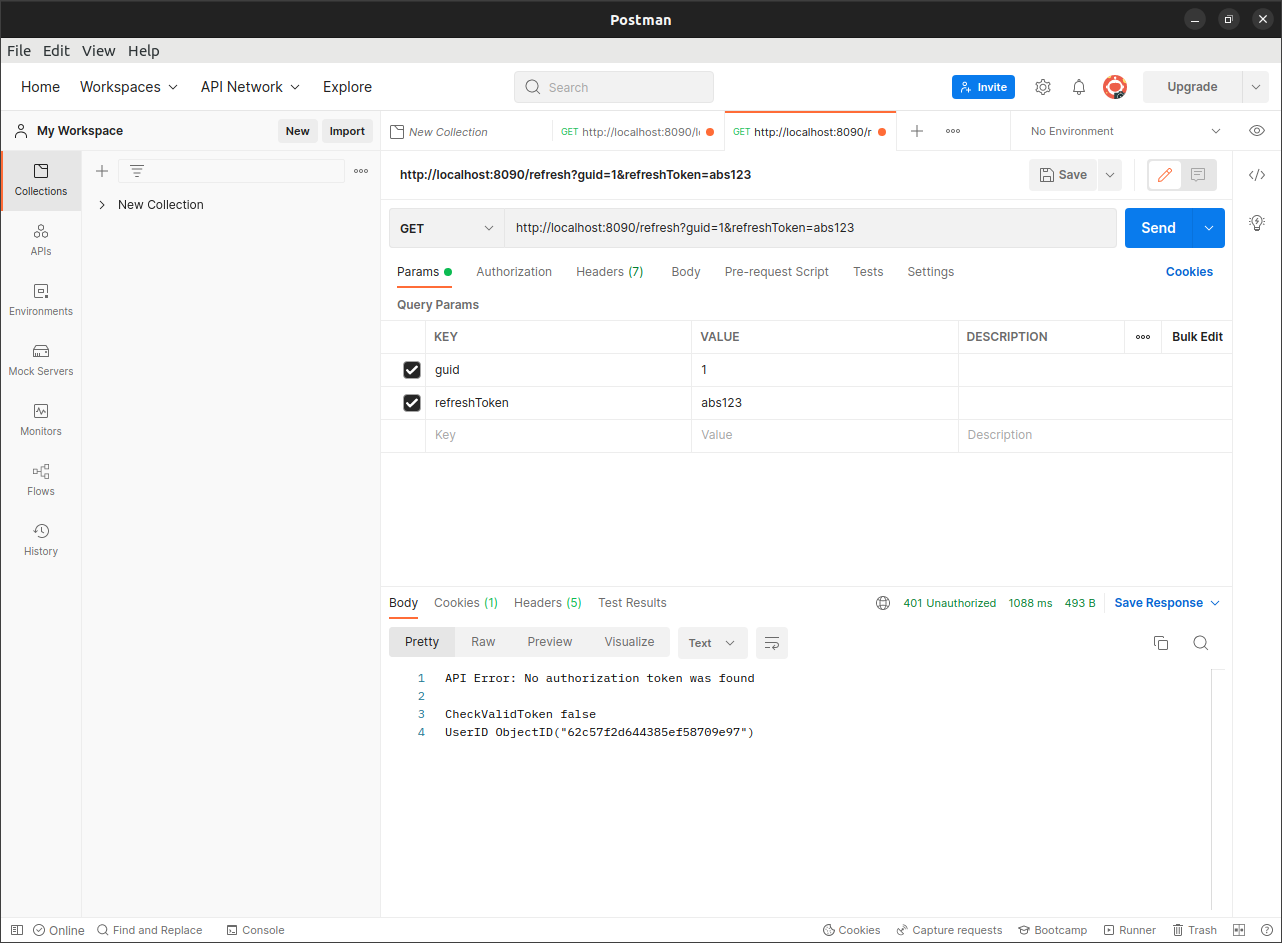 Postman
File Edit View Help
Home Workspaces API Network Explore Search Invite Upgrade
My Workspace New Import New Collection GET http://localhost:8090/l GET http://localhost:8090/r No Environment
Collections
New Collection
APIs
Environments
Mock Servers
Monitors
Flows
History
http://localhost:8090/refresh?guid=1&refreshToken=abs123 Save
GET http://localhost:8090/refresh?guid=1&refreshToken=abs123 Send
Params Authorization Headers (7) Body Pre-request Script Tests Settings Cookies
Query Params
KEY VALUE DESCRIPTION Bulk Edit
guid 1
refreshToken abs123
Key Value Description
Body Cookies (1) Headers (5) Test Results 401 Unauthorized 1088 ms 493 B Save Response
Pretty Raw Preview Visualize Text
1 API Error: No authorization token was found
2
3 CheckValidToken false
4 UserID ObjectID("62c57f2d644385ef58709e97")
Online Find and Replace Console Cookies Capture requests Bootcamp Runner Trash